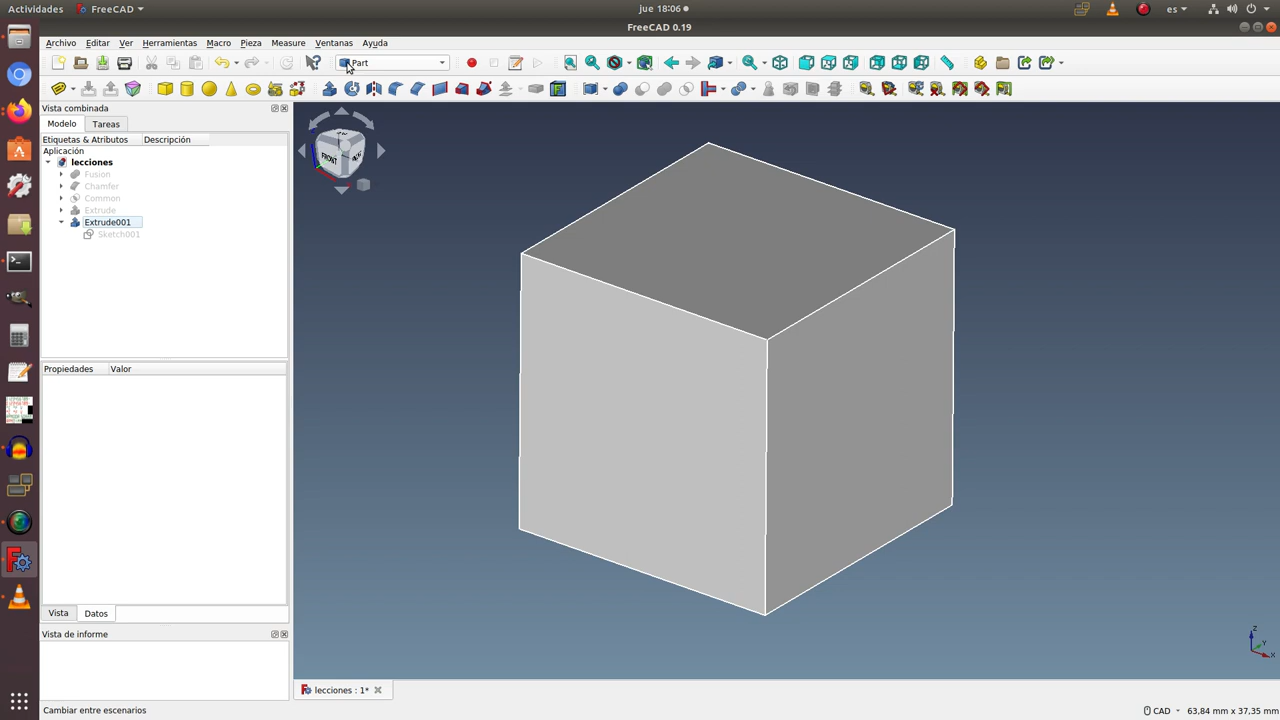 Actividades
FreeCAD
jue 18:06
es
FreeCAD 0.19
Archivo Editar Ver Herramientas Macro Pieza Measure Ventanas Ayuda
Part
Vista combinada
Modelo Tareas
Etiquetas & Atributos Descripción
Aplicación
lecciones
Fusion
Chamfer
Common
Extrude
Extrude001
Sketch001
FRONT
Propiedades Valor
Vista Datos
Vista de informe
Z
Y
X
lecciones : 1*
Cambiar entre escenarios
CAD
63,84 mm x 37,35 mm